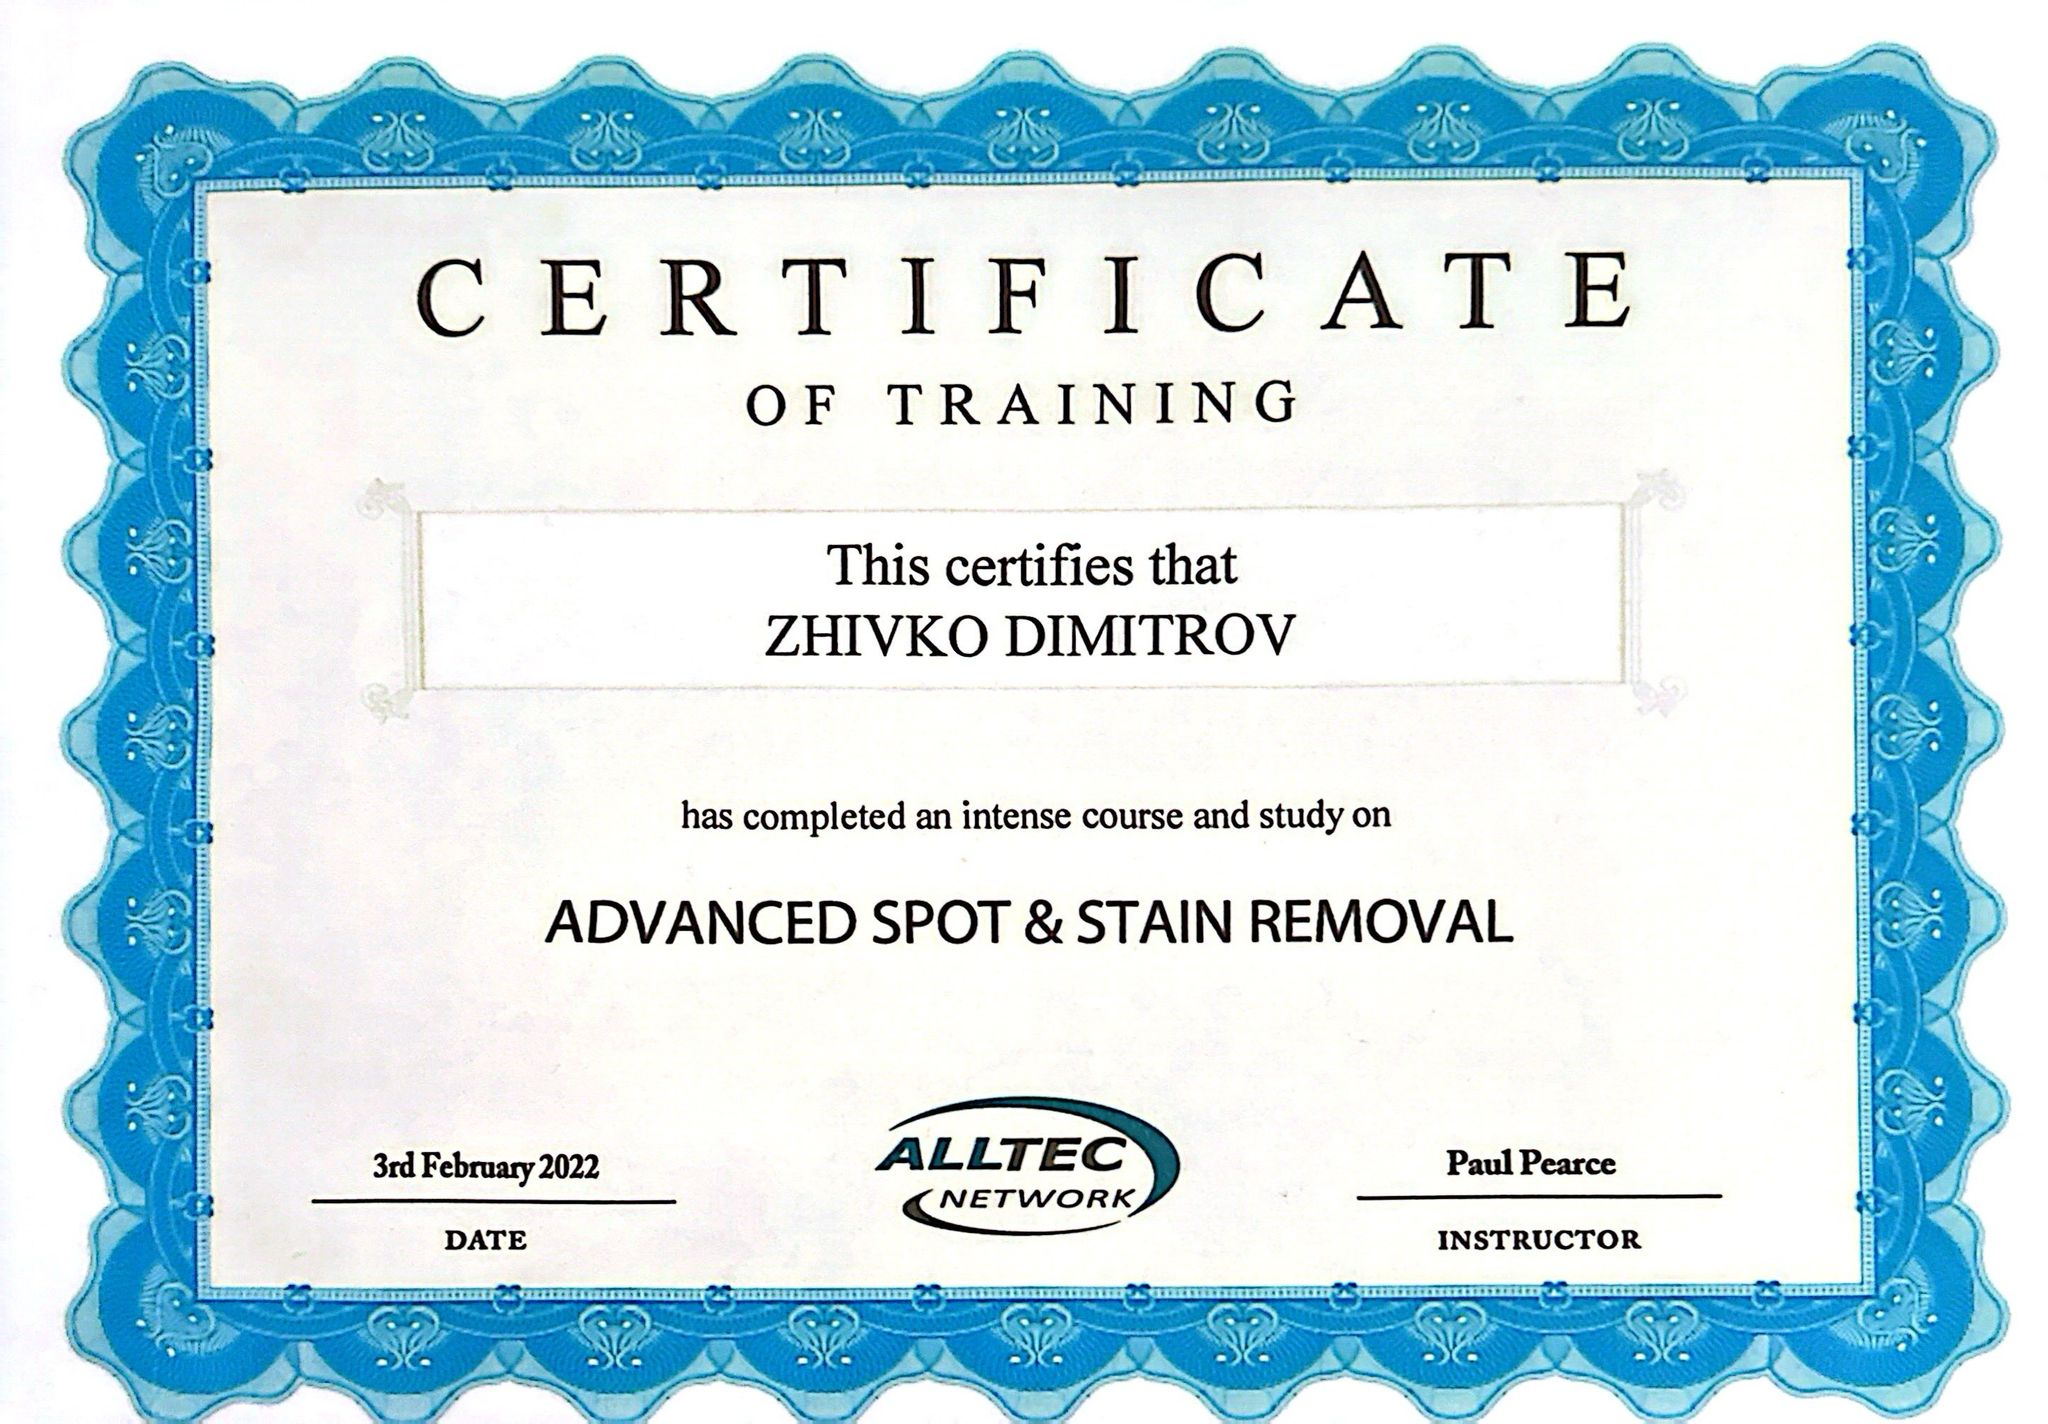 CERTIFICATE
OF TRAINING
This certifies that
ZHIVKO DIMITROV
has completed an intense course and study on
ADVANCED SPOT & STAIN REMOVAL
3rd February 2022
DATE
ALLTEC
NETWORK
Paul Pearce
INSTRUCTOR